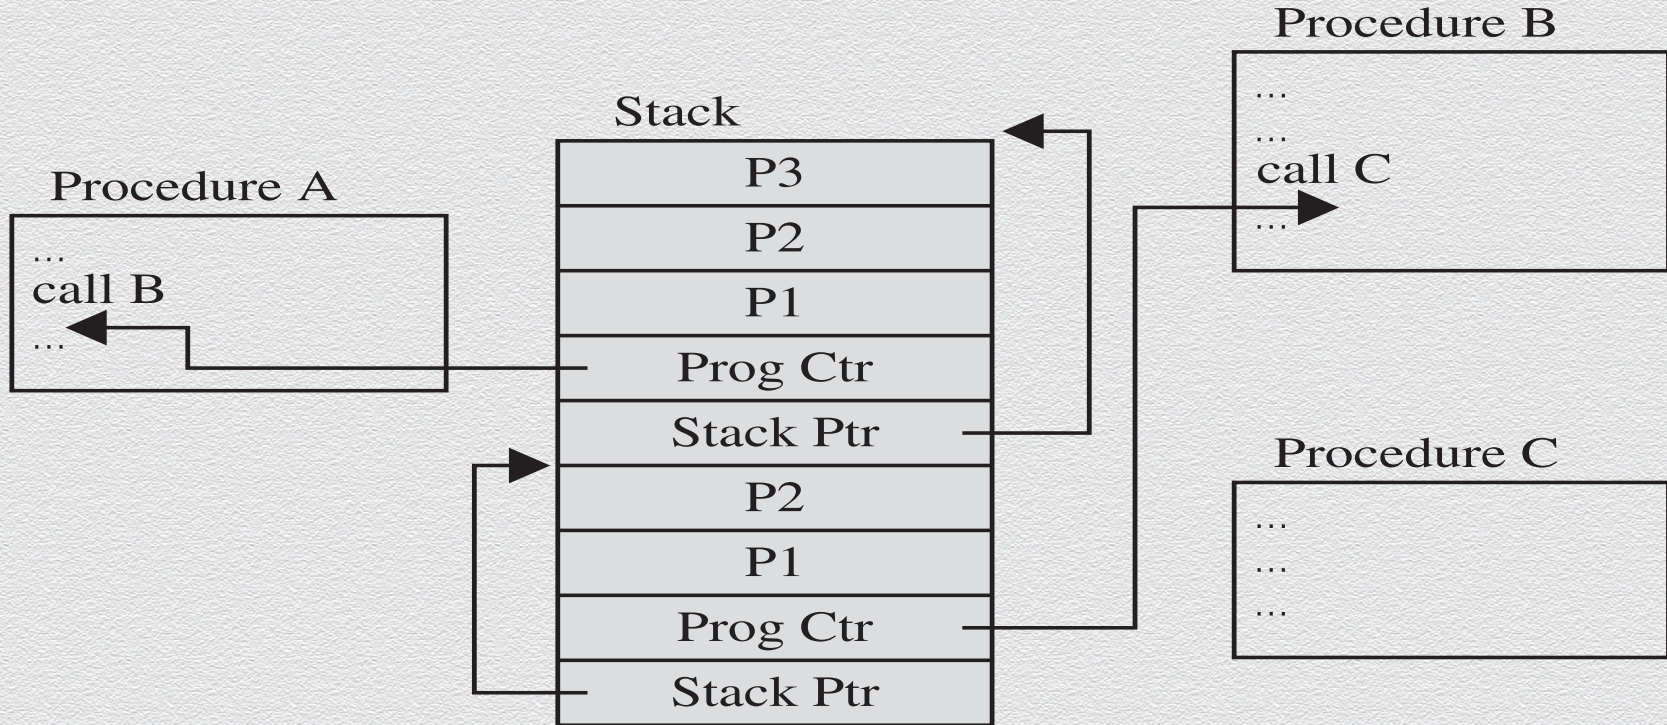 Procedure A
...
call B
...
Stack
P3
P2
P1
Prog Ctr
Stack Ptr
P2
P1
Prog Ctr
Stack Ptr
Procedure B
...
...
call C
...
Procedure C
...
...
...